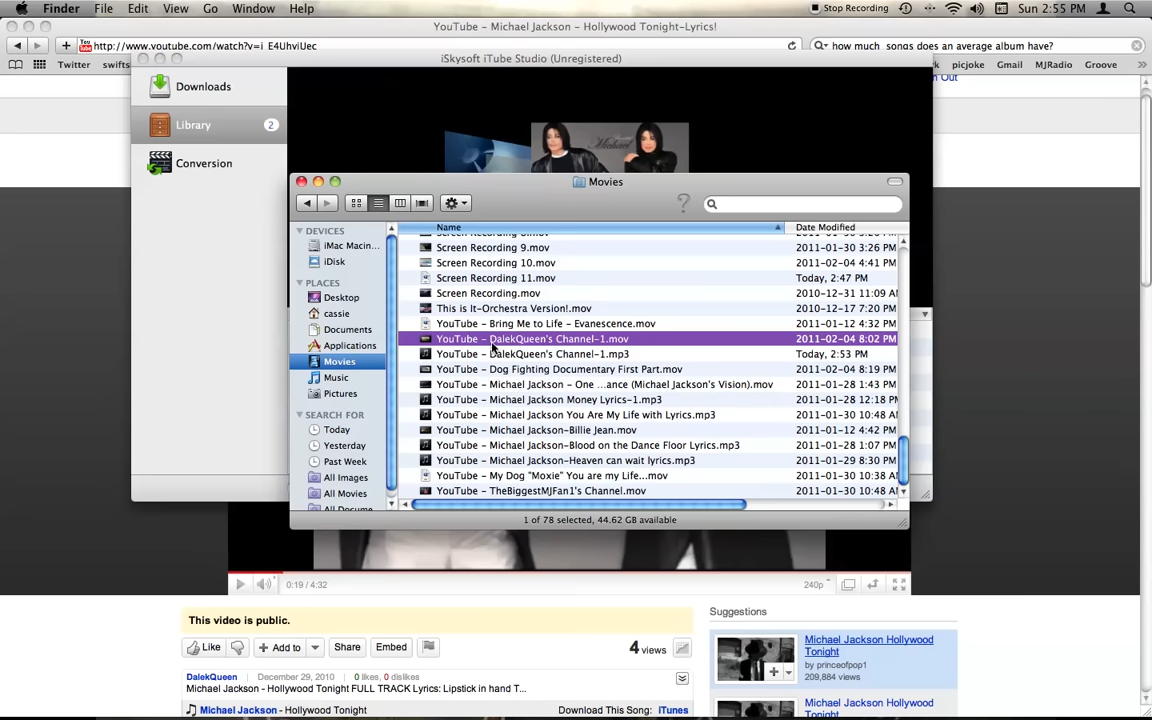 Finder File Edit View Go Window Help Stop Recording Sun 2:55 PM
YouTube - Michael Jackson - Hollywood Tonight-Lyrics!
http://www.youtube.com/watch?v=i_E4UhviUec how much songs does an average album have?
Twitter swifts picjoke Gmail MJRadio Groove
iSkysoft iTube Studio (Unregistered)
n Out
Downloads
Library 2
Conversion
Michael
Movies
DEVICES
iMac Macin...
iDisk
PLACES
Desktop
cassie
Documents
Applications
Movies
Music
Pictures
SEARCH FOR
Today
Yesterday
Past Week
All Images
All Movies
All Documents
Name Date Modified
Screen Recording 9.mov 2011-01-30 3:26 PM
Screen Recording 10.mov 2011-02-04 4:41 PM
Screen Recording 11.mov Today, 2:47 PM
Screen Recording.mov 2010-12-31 11:09 A
This is It-Orchestra Version!.mov 2010-12-17 7:20 PM
YouTube - Bring Me to Life - Evanescence.mov 2011-01-12 4:32 PM
YouTube - DalekQueen's Channel-1.mov 2011-02-04 8:02 PM
YouTube - DalekQueen's Channel-1.mp3 Today, 2:53 PM
YouTube - Dog Fighting Documentary First Part.mov 2011-02-04 8:19 PM
YouTube - Michael Jackson - One ...ance (Michael Jackson's Vision).mov 2011-01-28 1:43 PM
YouTube - Michael Jackson Money Lyrics-1.mp3 2011-01-28 12:18 PM
YouTube - Michael Jackson You Are My Life with Lyrics.mp3 2011-01-30 10:48 A
YouTube - Michael Jackson-Billie Jean.mov 2011-01-12 4:42 PM
YouTube - Michael Jackson-Blood on the Dance Floor Lyrics.mp3 2011-01-28 1:07 PM
YouTube - Michael Jackson-Heaven can wait lyrics.mp3 2011-01-29 8:30 PM
YouTube - My Dog "Moxie" You are my Life...mov 2011-01-30 10:38 A
YouTube - TheBiggestMJFan1's Channel.mov 2011-01-30 10:48 A
1 of 78 selected, 44.62 GB available
0:19 / 4:32 240p
This video is public.
Like Add to Share Embed 4 views
DalekQueen December 29, 2010 0 likes, 0 dislikes
Michael Jackson - Hollywood Tonight FULL TRACK Lyrics: Lipstick in hand T...
Michael Jackson - Hollywood Tonight Download This Song: iTunes
Suggestions
Michael Jackson Hollywood
Tonight
by princeofpop1
209,884 views
Michael Jackson Hollywood